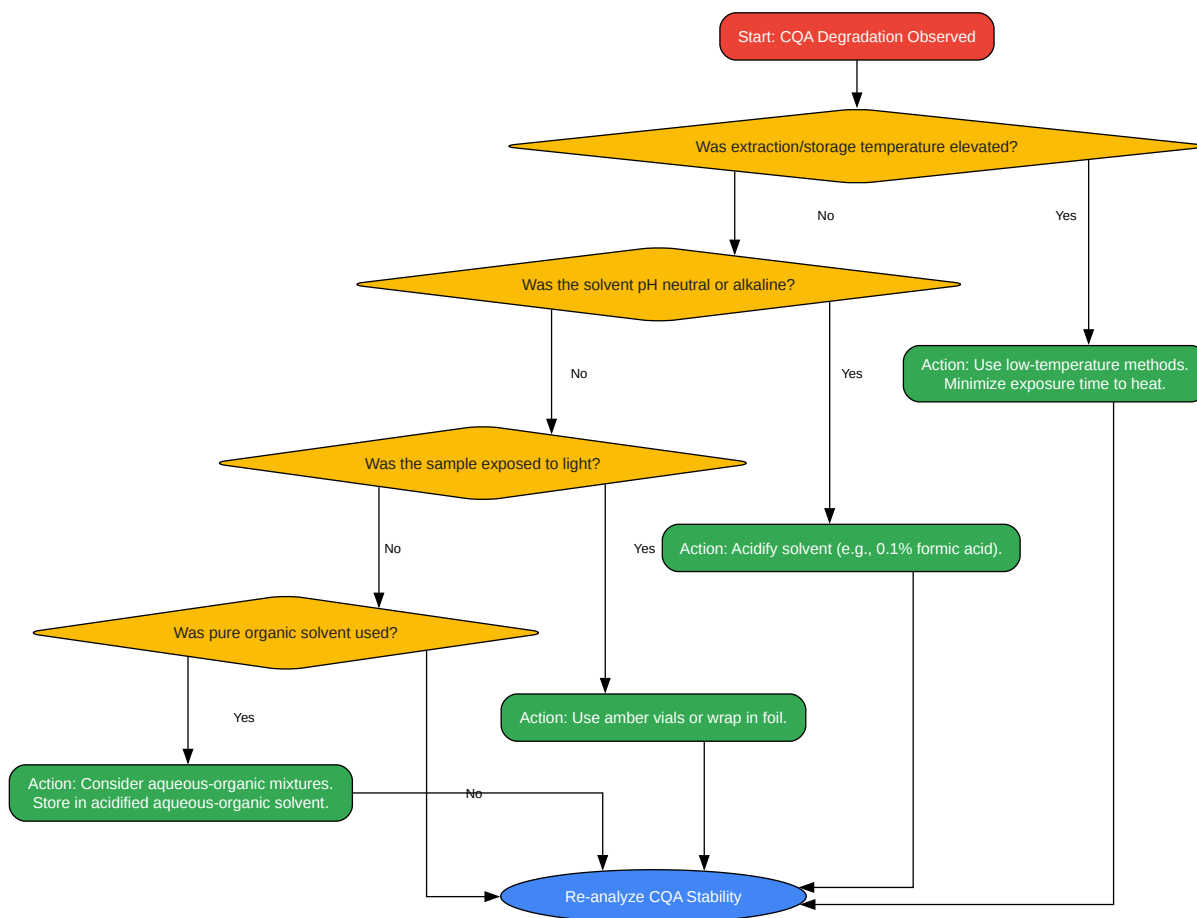 Start: CQA Degradation Observed
Was extraction/storage temperature elevated?
No
Yes
Was the solvent pH neutral or alkaline?
Action: Use low-temperature methods.
Minimize exposure time to heat.
No
Yes
Was the sample exposed to light?
No
Yes
Action: Acidify solvent (e.g., 0.1% formic acid).
Was pure organic solvent used?
Yes
Action: Use amber vials or wrap in foil.
Action: Consider aqueous-organic mixtures.
Store in acidified aqueous-organic solvent.
No
Re-analyze CQA Stability